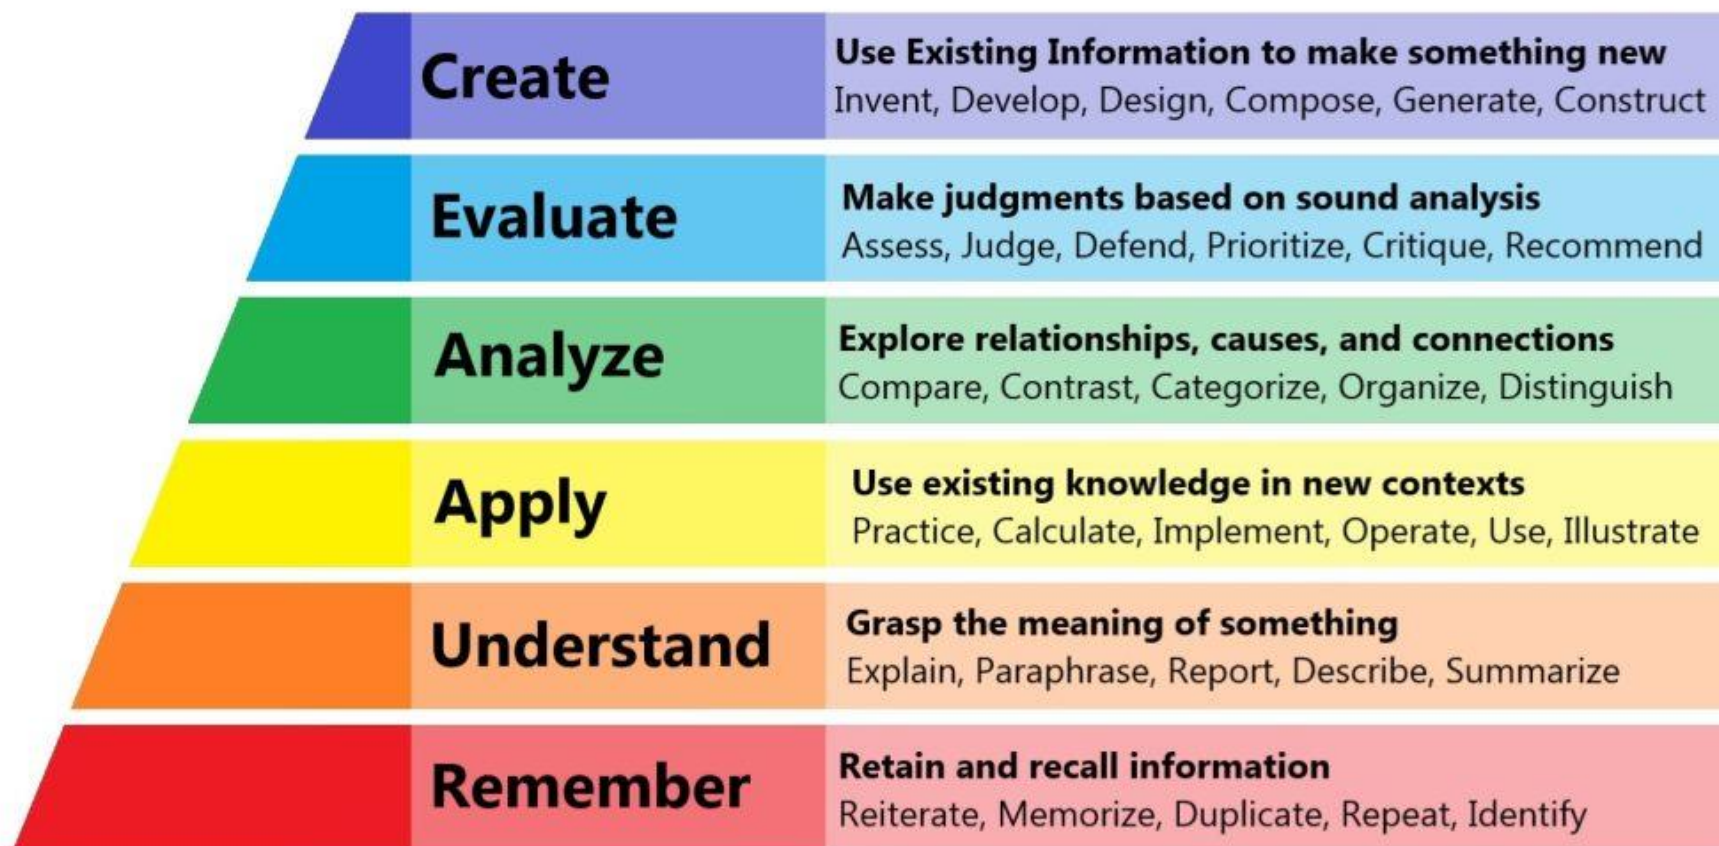 Create
Use Existing Information to make something new
Invent, Develop, Design, Compose, Generate, Construct
Evaluate
Make judgments based on sound analysis
Assess, Judge, Defend, Prioritize, Critique, Recommend
Analyze
Explore relationships, causes, and connections
Compare, Contrast, Categorize, Organize, Distinguish
Apply
Use existing knowledge in new contexts
Practice, Calculate, Implement, Operate, Use, Illustrate
Understand
Grasp the meaning of something
Explain, Paraphrase, Report, Describe, Summarize
Remember
Retain and recall information
Reiterate, Memorize, Duplicate, Repeat, Identify